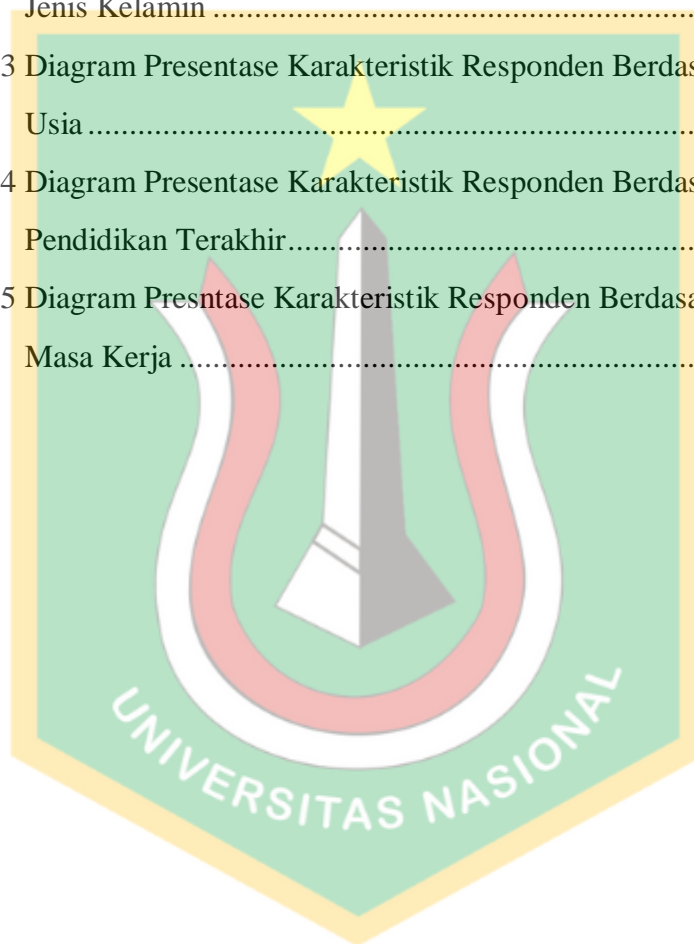 Jenis Kelamin ................................................................
3 Diagram Presentase Karakteristik Responden Berdas
Usia ................................................................................
4 Diagram Presentase Karakteristik Responden Berdas
Pendidikan Terakhir......................................................
5 Diagram Presntase Karakteristik Responden Berdasa
Masa Kerja ....................................................................
UNIVERSITAS NASIONAL